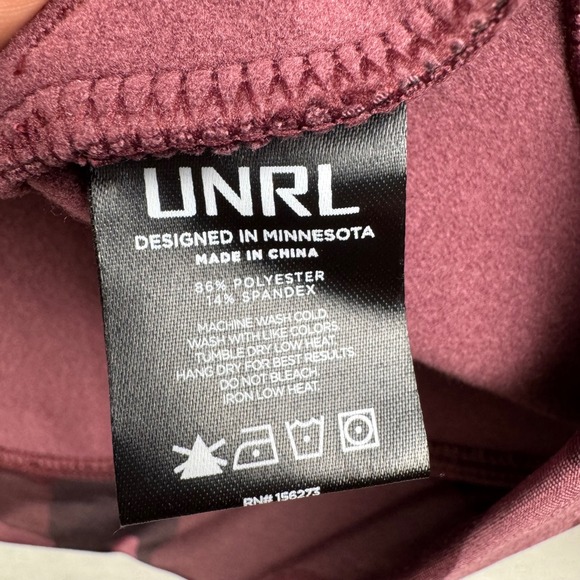 UNRL
DESIGNED IN MINNESOTA
MADE IN CHINA
86% POLYESTER
14% SPANDEX
MACHINE WASH COLD.
WASH WITH LIKE COLORS.
TUMBLE DRY LOW HEAT.
HANG DRY FOR BEST RESULTS.
DO NOT BLEACH.
IRON LOW HEAT.
RN# 156273